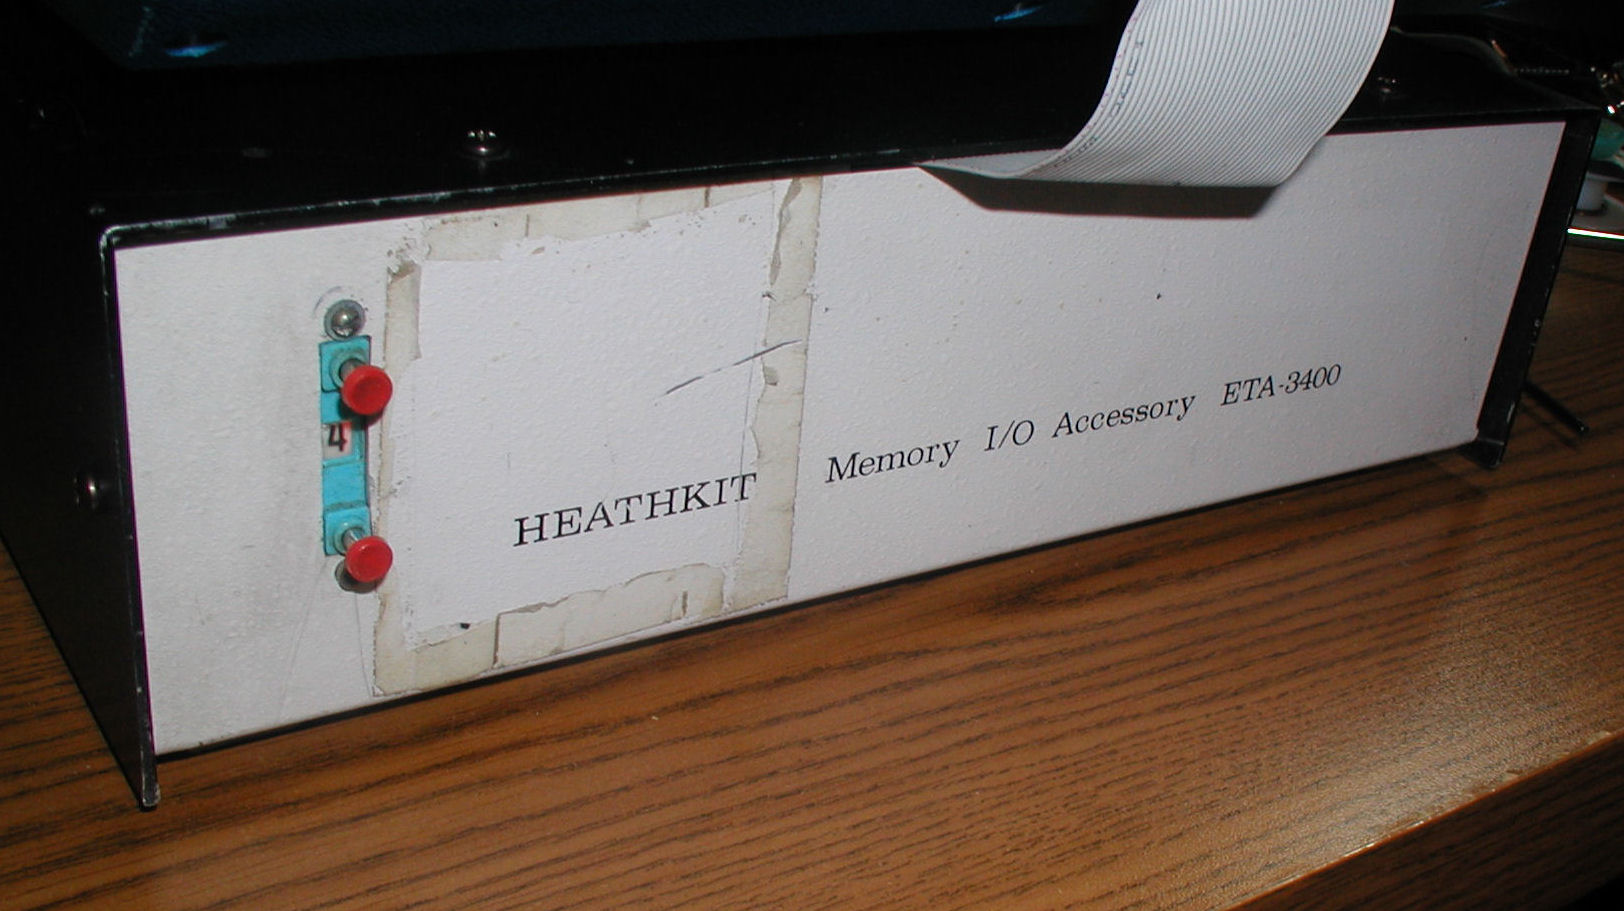 4
HEATHKIT Memory I/O Accessory ETA-3400